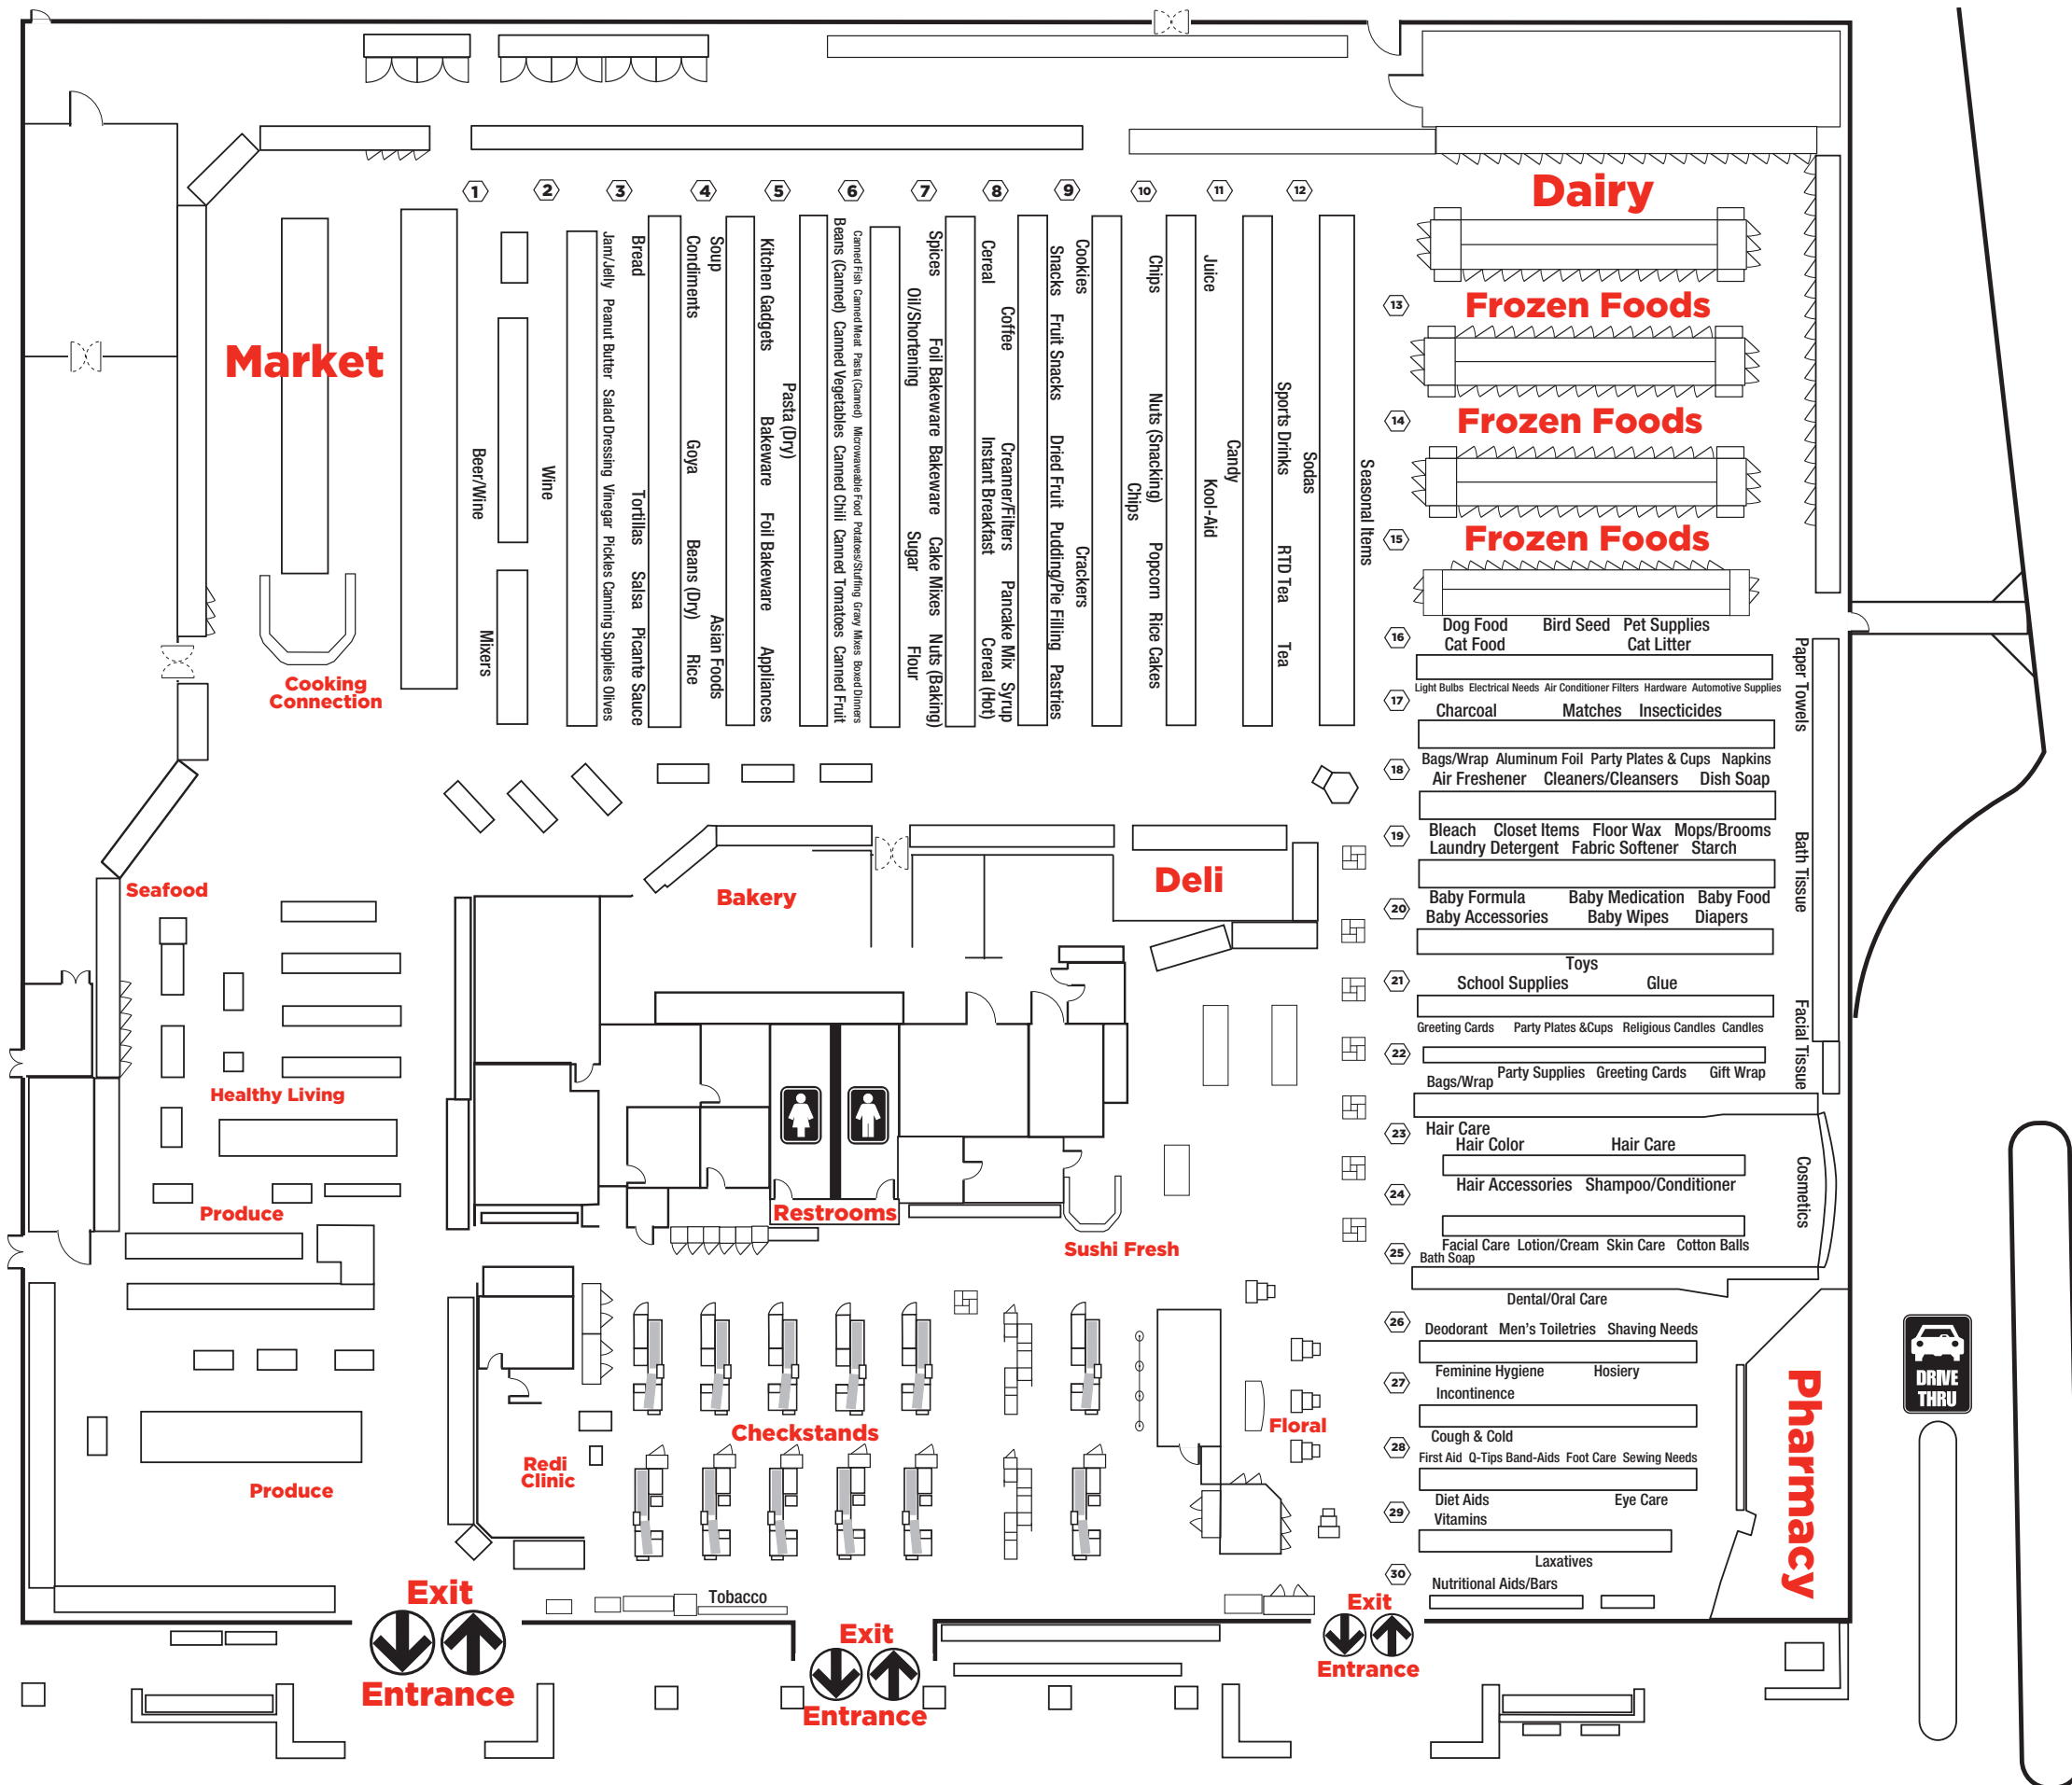 1
2
3
4
5
6
7
8
9
10
11
12
Dairy
Market
Beer/Wine
Mixers
Wine
Jam/Jelly Peanut Butter Salad Dressing Vinegar Pickles Canning Supplies Olives
Bread Tortillas Salsa Picante Sauce
Condiments Goya Beans (Dry) Rice
Soup Asian Foods
Kitchen Gadgets Bakeware Foil Bakeware Appliances
Pasta (Dry)
Beans (Canned) Canned Vegetables Canned Chili Canned Tomatoes Canned Fruit
Canned Fish Canned Meat Pasta (Canned) Microwaveable Food Potatoes/Stuffing Gravy Mixes Boxed Dinners
Oil/Shortening Sugar Flour
Spices Foil Bakeware Bakeware Cake Mixes Nuts (Baking)
Cereal Instant Breakfast Cereal (Hot)
Coffee Creamer/Filters Pancake Mix Syrup
Snacks Fruit Snacks Dried Fruit Pudding/Pie Filling Pastries
Cookies Crackers
Chips
Chips Nuts (Snacking) Popcorn Rice Cakes
Juice Kool-Aid
Candy
Sports Drinks RTD Tea Tea
Sodas
Seasonal Items
13
Frozen Foods
14
Frozen Foods
15
Frozen Foods
16
Dog Food Bird Seed Pet Supplies
Cat Food Cat Litter
17
Light Bulbs Electrical Needs Air Conditioner Filters Hardware Automotive Supplies
Charcoal Matches Insecticides
18
Bags/Wrap Aluminum Foil Party Plates & Cups Napkins
Air Freshener Cleaners/Cleansers Dish Soap
19
Bleach Closet Items Floor Wax Mops/Brooms
Laundry Detergent Fabric Softener Starch
20
Baby Formula Baby Medication Baby Food
Baby Accessories Baby Wipes Diapers
21
Toys
School Supplies Glue
22
Greeting Cards Party Plates &Cups Religious Candles Candles
Party Supplies Greeting Cards Gift Wrap
Bags/Wrap
23
Hair Care
Hair Color Hair Care
24
Hair Accessories Shampoo/Conditioner
25
Facial Care Lotion/Cream Skin Care Cotton Balls
Bath Soap
26
Dental/Oral Care
Deodorant Men's Toiletries Shaving Needs
27
Feminine Hygiene Hosiery
Incontinence
28
Cough & Cold
First Aid Q-Tips Band-Aids Foot Care Sewing Needs
29
Diet Aids Eye Care
Vitamins
30
Laxatives
Nutritional Aids/Bars
Paper Towels
Bath Tissue
Facial Tissue
Cosmetics
Pharmacy
DRIVE
THRU
Cooking
Connection
Seafood
Bakery
Deli
Healthy Living
Produce
Restrooms
Sushi Fresh
Checkstands
Floral
Redi
Clinic
Produce
Tobacco
Exit
Entrance
Exit
Entrance
Exit
Entrance